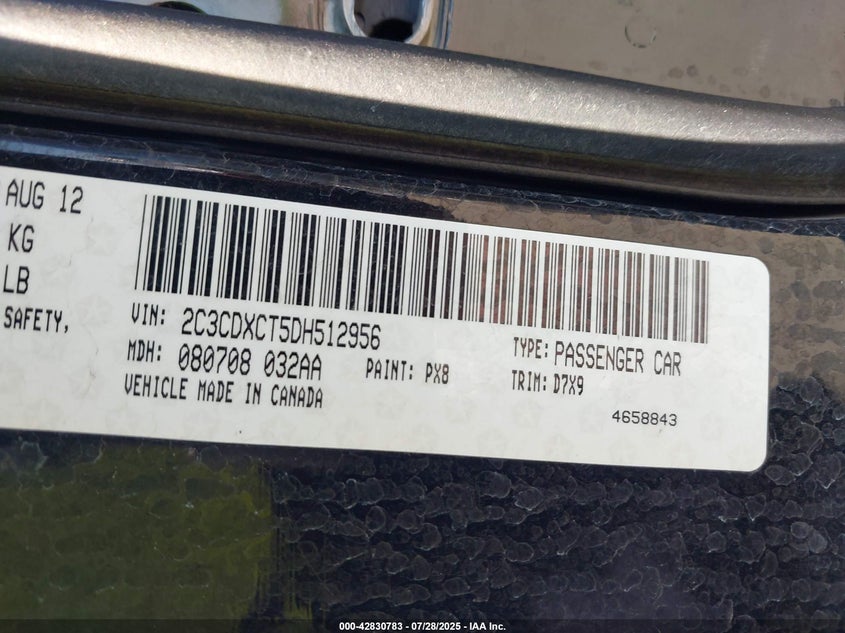 AUG 12
KG
LB
SAFETY,
VIN: 2C3CDXCT5DH512956
MDH: 080708 032AA
PAINT: PX8
VEHICLE MADE IN CANADA
TYPE: PASSENGER CAR
TRIM: D7X9
4658843
000-42830783 - 07/28/2025 - IAA Inc.